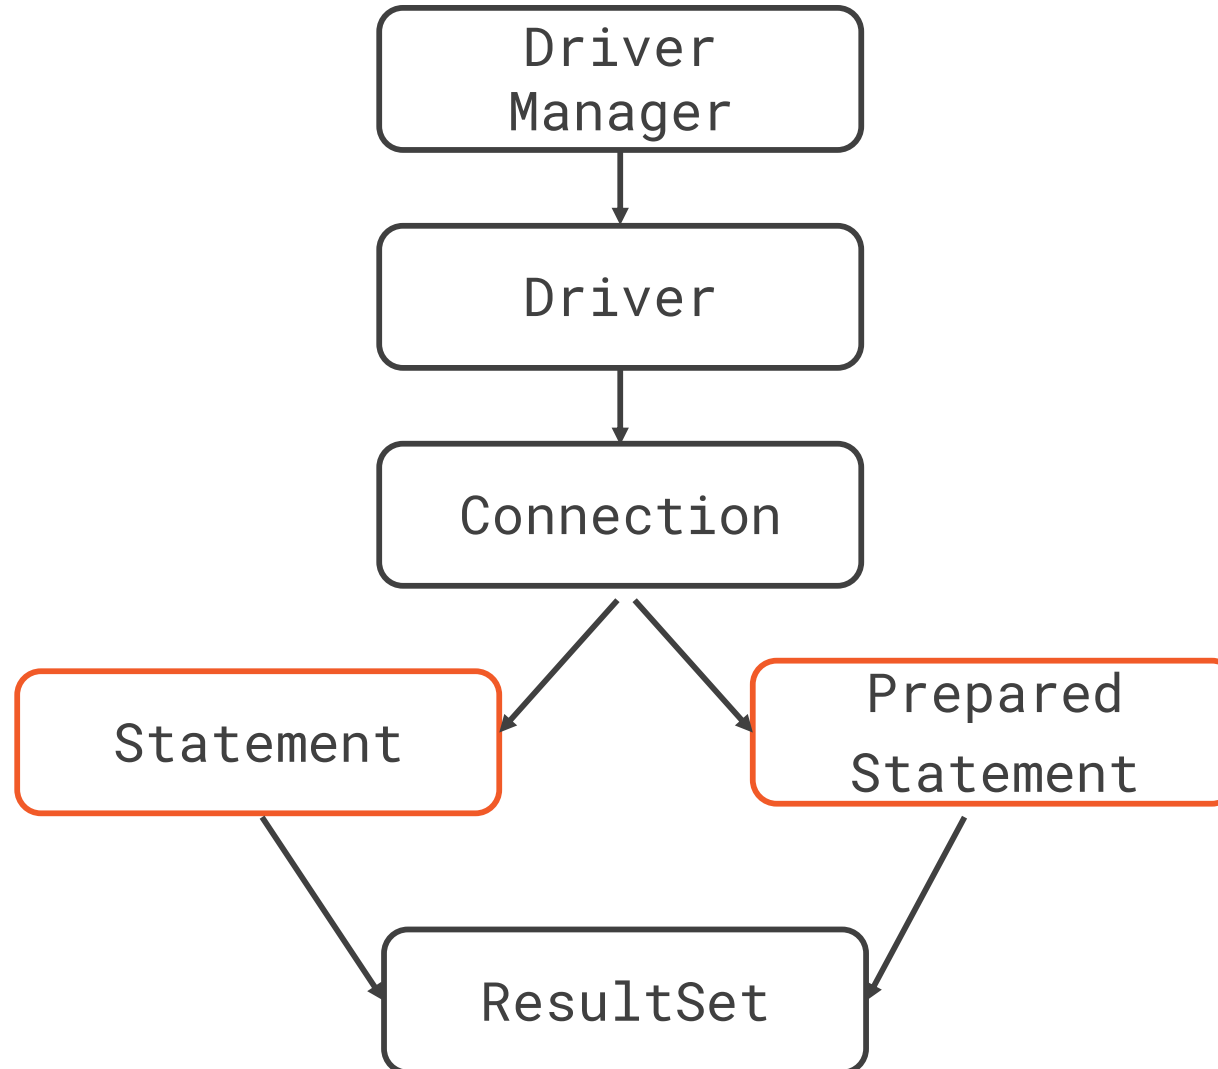 Driver
Manager
Driver
Connection
Statement
Prepared
Statement
ResultSet